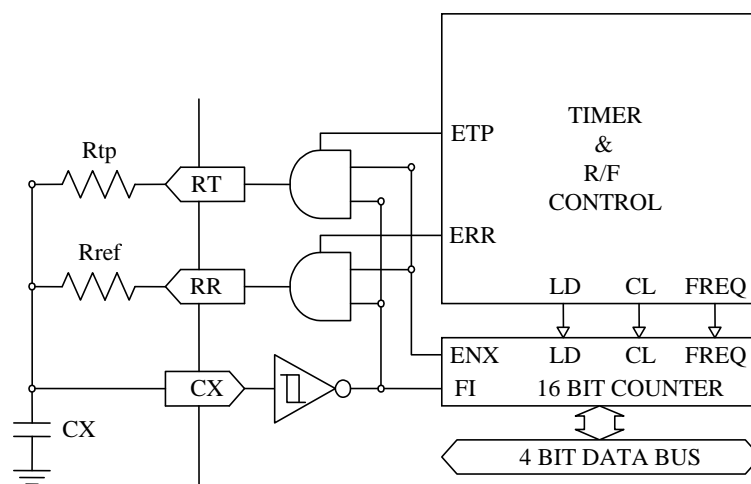 ETP
TIMER
&
R/F
CONTROL
Rtp
RT
ERR
Rref
RR
LD CL FREQ
ENX LD CL FREQ
CX
FI 16 BIT COUNTER
CX
4 BIT DATA BUS